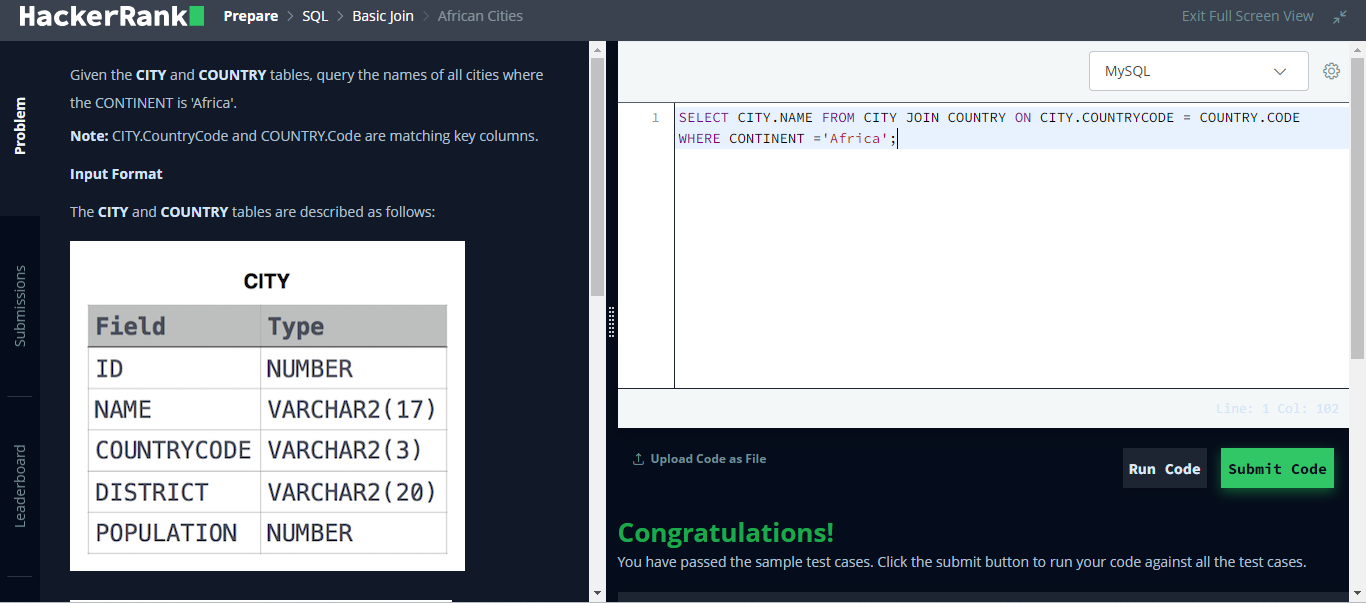 HackerRank Prepare > SQL > Basic Join > African Cities Exit Full Screen View
Problem
Submissions
Leaderboard
Given the CITY and COUNTRY tables, query the names of all cities where
the CONTINENT is 'Africa'.
Note: CITY.CountryCode and COUNTRY.Code are matching key columns.
Input Format
The CITY and COUNTRY tables are described as follows:
CITY
Field Type
ID NUMBER
NAME VARCHAR2(17)
COUNTRYCODE VARCHAR2(3)
DISTRICT VARCHAR2(20)
POPULATION NUMBER
MySQL
1 SELECT CITY.NAME FROM CITY JOIN COUNTRY ON CITY.COUNTRYCODE = COUNTRY.CODE
WHERE CONTINENT ='Africa';
Line: 1 Col: 102
Upload Code as File
Run Code Submit Code
Congratulations!
You have passed the sample test cases. Click the submit button to run your code against all the test cases.